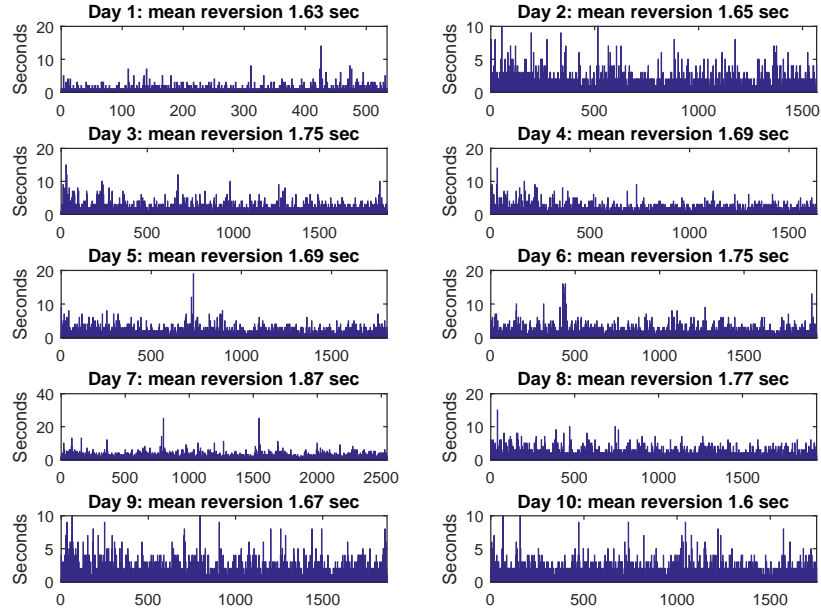 Day 1: mean reversion 1.63 sec
Seconds
20
10
0
0 100 200 300 400 500
Day 2: mean reversion 1.65 sec
Seconds
10
5
0
0 500 1000 1500
Day 3: mean reversion 1.75 sec
Seconds
20
10
0
0 500 1000 1500
Day 4: mean reversion 1.69 sec
Seconds
20
10
0
0 500 1000 1500
Day 5: mean reversion 1.69 sec
Seconds
20
10
0
0 500 1000 1500
Day 6: mean reversion 1.75 sec
Seconds
20
10
0
0 500 1000 1500
Day 7: mean reversion 1.87 sec
Seconds
40
20
0
0 500 1000 1500 2000 2500
Day 8: mean reversion 1.77 sec
Seconds
20
10
0
0 500 1000 1500
Day 9: mean reversion 1.67 sec
Seconds
10
5
0
0 500 1000 1500
Day 10: mean reversion 1.6 sec
Seconds
10
5
0
0 500 1000 1500